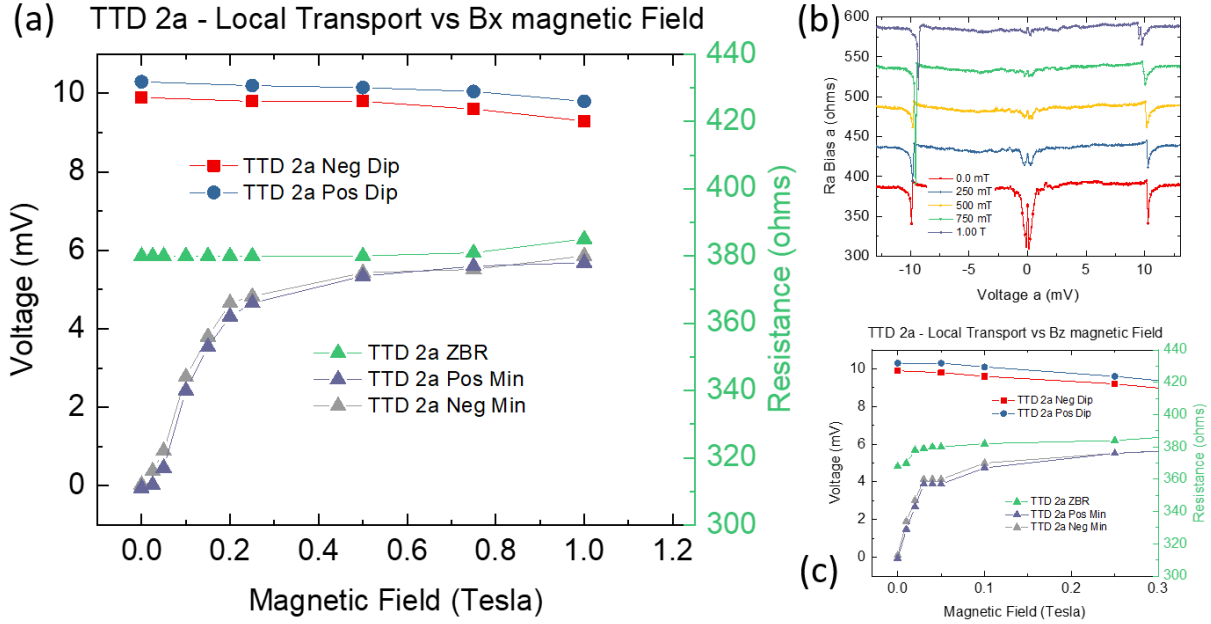 (a)
TTD 2a - Local Transport vs Bx magnetic Field
10
8
6
4
2
0
Voltage (mV)
440
420
400
380
360
340
320
300
Resistance (ohms)
TTD 2a Neg Dip
TTD 2a Pos Dip
TTD 2a ZBR
TTD 2a Pos Min
TTD 2a Neg Min
0.0 0.2 0.4 0.6 0.8 1.0 1.2
Magnetic Field (Tesla)
(b)
600
550
500
450
400
350
300
Ra Bias a (ohms)
0.0 mT
250 mT
500 mT
750 mT
1.00 T
-10 -5 0 5 10
Voltage a (mV)
TTD 2a - Local Transport vs Bz magnetic Field
10
8
6
4
2
0
Voltage (mV)
440
420
400
380
360
340
320
300
Resistance (ohms)
TTD 2a Neg Dip
TTD 2a Pos Dip
TTD 2a ZBR
TTD 2a Pos Min
TTD 2a Neg Min
(c)
0.0 0.1 0.2 0.3
Magnetic Field (Tesla)